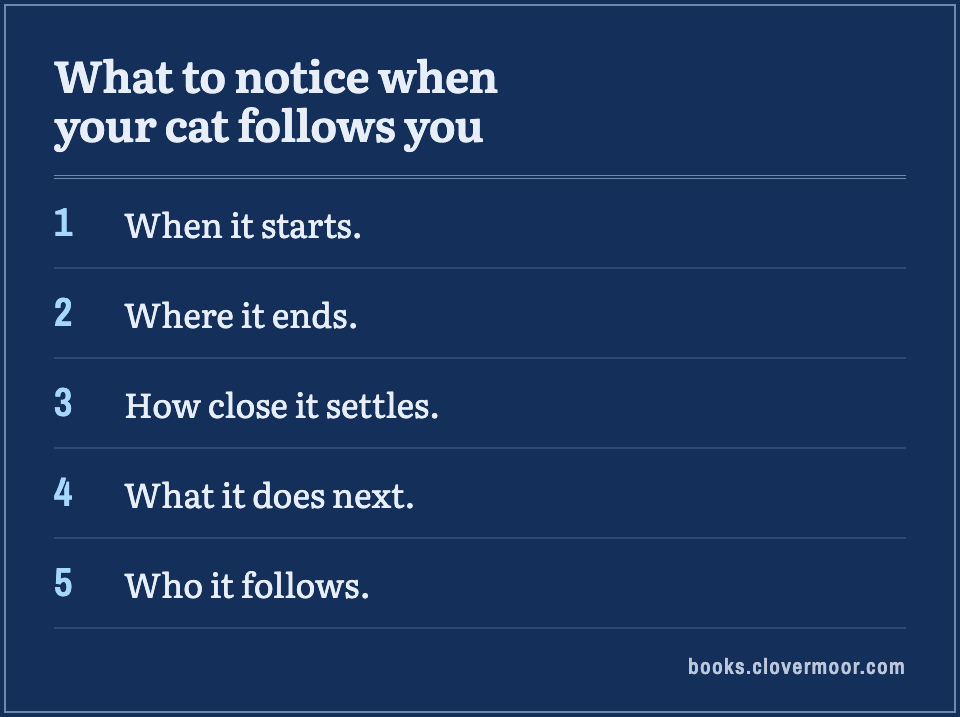 What to notice when
your cat follows you
1 When it starts.
2 Where it ends.
3 How close it settles.
4 What it does next.
5 Who it follows.
books.clovermoor.com